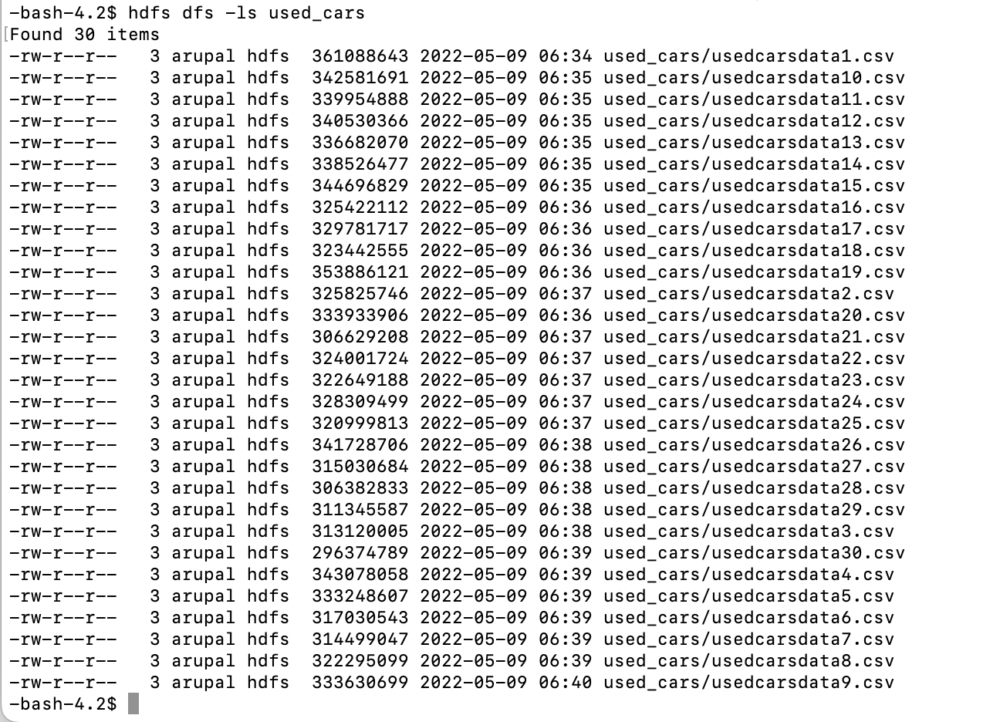 -bash-4.2$ hdfs dfs -ls used_cars
[Found 30 items
-rw-r--r--   3 arupal hdfs  361088643 2022-05-09 06:34 used_cars/usedcarsdata1.csv
-rw-r--r--   3 arupal hdfs  342581691 2022-05-09 06:35 used_cars/usedcarsdata10.csv
-rw-r--r--   3 arupal hdfs  339954888 2022-05-09 06:35 used_cars/usedcarsdata11.csv
-rw-r--r--   3 arupal hdfs  340530366 2022-05-09 06:35 used_cars/usedcarsdata12.csv
-rw-r--r--   3 arupal hdfs  336682070 2022-05-09 06:35 used_cars/usedcarsdata13.csv
-rw-r--r--   3 arupal hdfs  338526477 2022-05-09 06:35 used_cars/usedcarsdata14.csv
-rw-r--r--   3 arupal hdfs  344696829 2022-05-09 06:35 used_cars/usedcarsdata15.csv
-rw-r--r--   3 arupal hdfs  325422112 2022-05-09 06:36 used_cars/usedcarsdata16.csv
-rw-r--r--   3 arupal hdfs  329781717 2022-05-09 06:36 used_cars/usedcarsdata17.csv
-rw-r--r--   3 arupal hdfs  323442555 2022-05-09 06:36 used_cars/usedcarsdata18.csv
-rw-r--r--   3 arupal hdfs  353886121 2022-05-09 06:36 used_cars/usedcarsdata19.csv
-rw-r--r--   3 arupal hdfs  325825746 2022-05-09 06:37 used_cars/usedcarsdata2.csv
-rw-r--r--   3 arupal hdfs  333933906 2022-05-09 06:36 used_cars/usedcarsdata20.csv
-rw-r--r--   3 arupal hdfs  306629208 2022-05-09 06:37 used_cars/usedcarsdata21.csv
-rw-r--r--   3 arupal hdfs  324001724 2022-05-09 06:37 used_cars/usedcarsdata22.csv
-rw-r--r--   3 arupal hdfs  322649188 2022-05-09 06:37 used_cars/usedcarsdata23.csv
-rw-r--r--   3 arupal hdfs  328309499 2022-05-09 06:37 used_cars/usedcarsdata24.csv
-rw-r--r--   3 arupal hdfs  320999813 2022-05-09 06:37 used_cars/usedcarsdata25.csv
-rw-r--r--   3 arupal hdfs  341728706 2022-05-09 06:38 used_cars/usedcarsdata26.csv
-rw-r--r--   3 arupal hdfs  315030684 2022-05-09 06:38 used_cars/usedcarsdata27.csv
-rw-r--r--   3 arupal hdfs  306382833 2022-05-09 06:38 used_cars/usedcarsdata28.csv
-rw-r--r--   3 arupal hdfs  311345587 2022-05-09 06:38 used_cars/usedcarsdata29.csv
-rw-r--r--   3 arupal hdfs  313120005 2022-05-09 06:38 used_cars/usedcarsdata3.csv
-rw-r--r--   3 arupal hdfs  296374789 2022-05-09 06:39 used_cars/usedcarsdata30.csv
-rw-r--r--   3 arupal hdfs  343078058 2022-05-09 06:39 used_cars/usedcarsdata4.csv
-rw-r--r--   3 arupal hdfs  333248607 2022-05-09 06:39 used_cars/usedcarsdata5.csv
-rw-r--r--   3 arupal hdfs  317030543 2022-05-09 06:39 used_cars/usedcarsdata6.csv
-rw-r--r--   3 arupal hdfs  314499047 2022-05-09 06:39 used_cars/usedcarsdata7.csv
-rw-r--r--   3 arupal hdfs  322295099 2022-05-09 06:39 used_cars/usedcarsdata8.csv
-rw-r--r--   3 arupal hdfs  333630699 2022-05-09 06:40 used_cars/usedcarsdata9.csv
-bash-4.2$